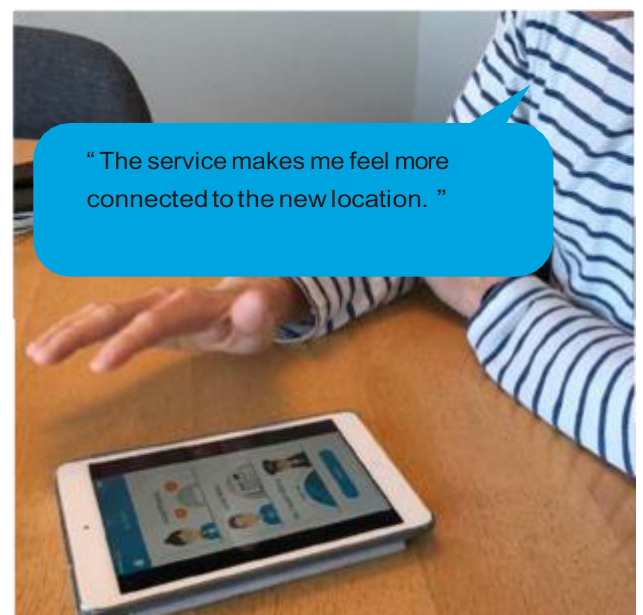 “ The service makes me feel more
connected to the new location. ”